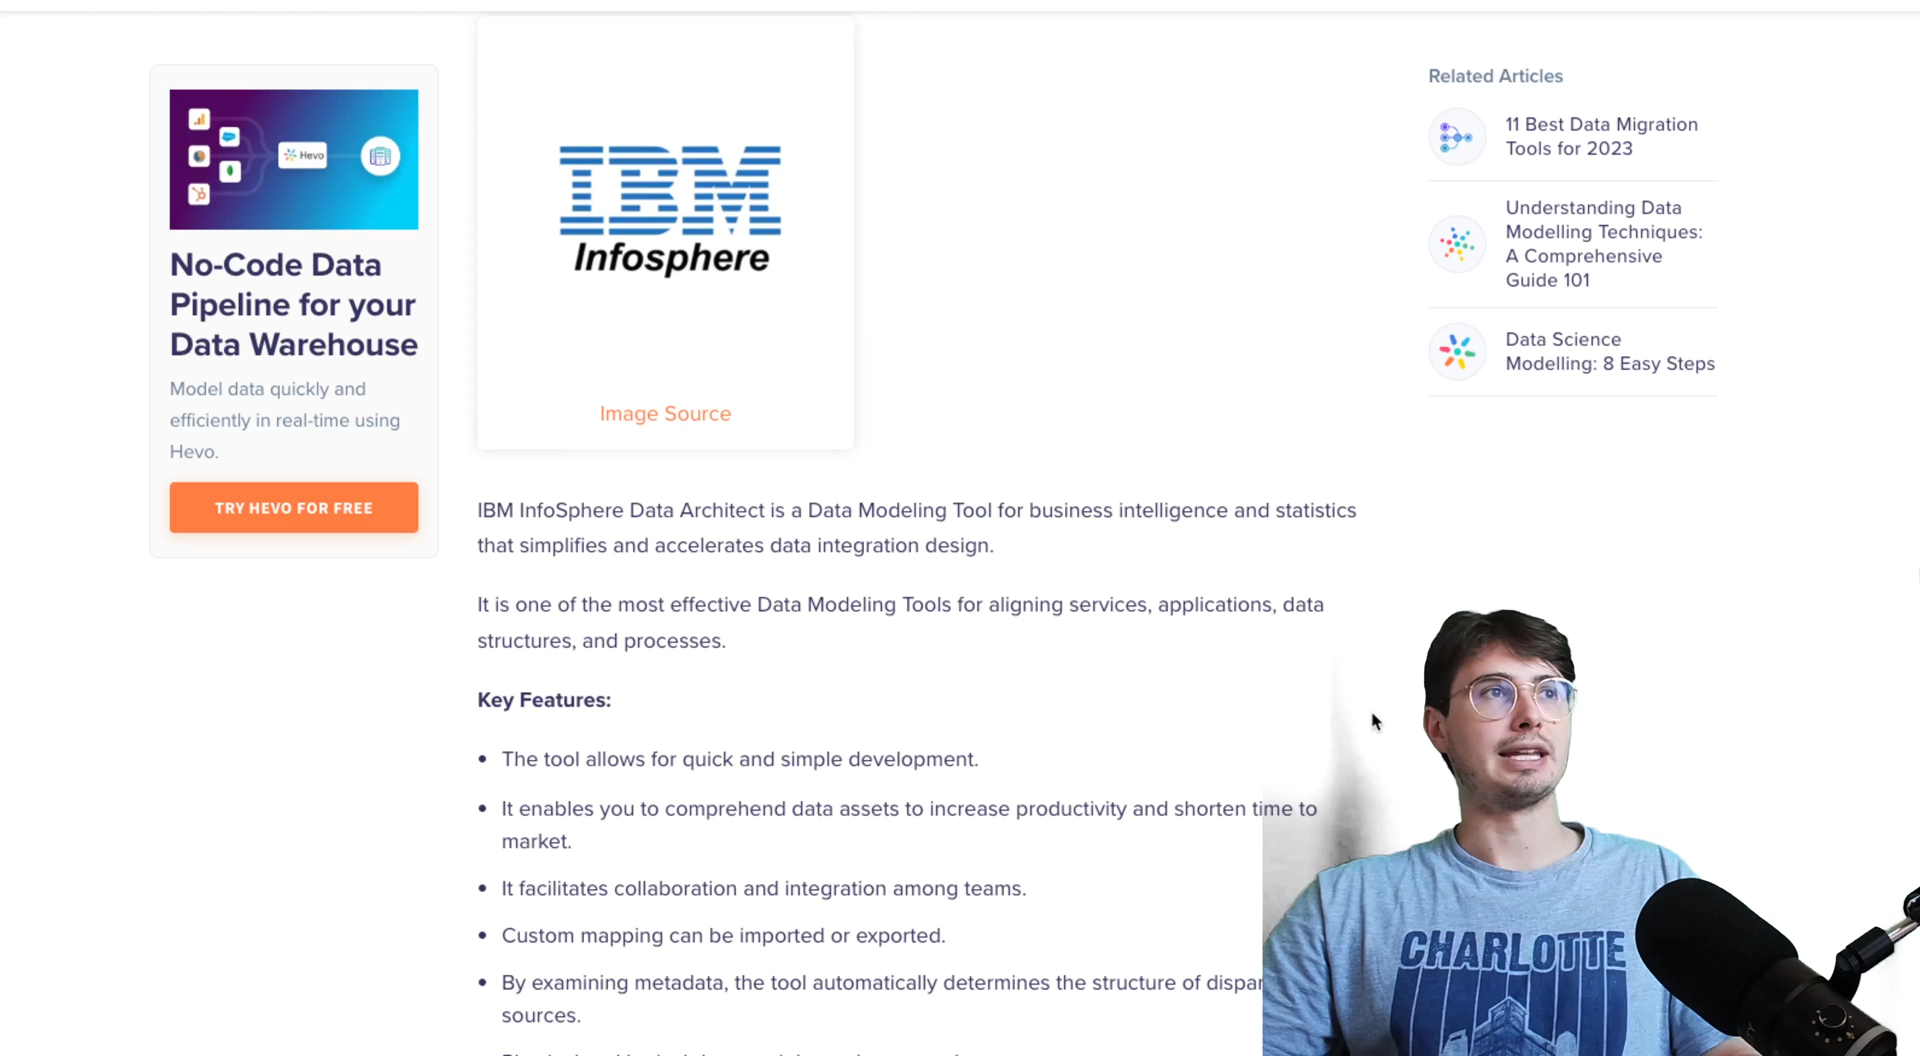 Hevo
No-Code Data
Pipeline for your
Data Warehouse
Model data quickly and
efficiently in real-time using
Hevo.
TRY HEVO FOR FREE
IBM
Infosphere
Image Source
IBM InfoSphere Data Architect is a Data Modeling Tool for business intelligence and statistics
that simplifies and accelerates data integration design.
It is one of the most effective Data Modeling Tools for aligning services, applications, data
structures, and processes.
Key Features:
• The tool allows for quick and simple development.
• It enables you to comprehend data assets to increase productivity and shorten time to
market.
• It facilitates collaboration and integration among teams.
• Custom mapping can be imported or exported.
• By examining metadata, the tool automatically determines the structure of
sources.
Related Articles
11 Best Data Migration
Tools for 2023
Understanding Data
Modelling Techniques:
A Comprehensive
Guide 101
Data Science
Modelling: 8 Easy Steps
CHARLOTTE